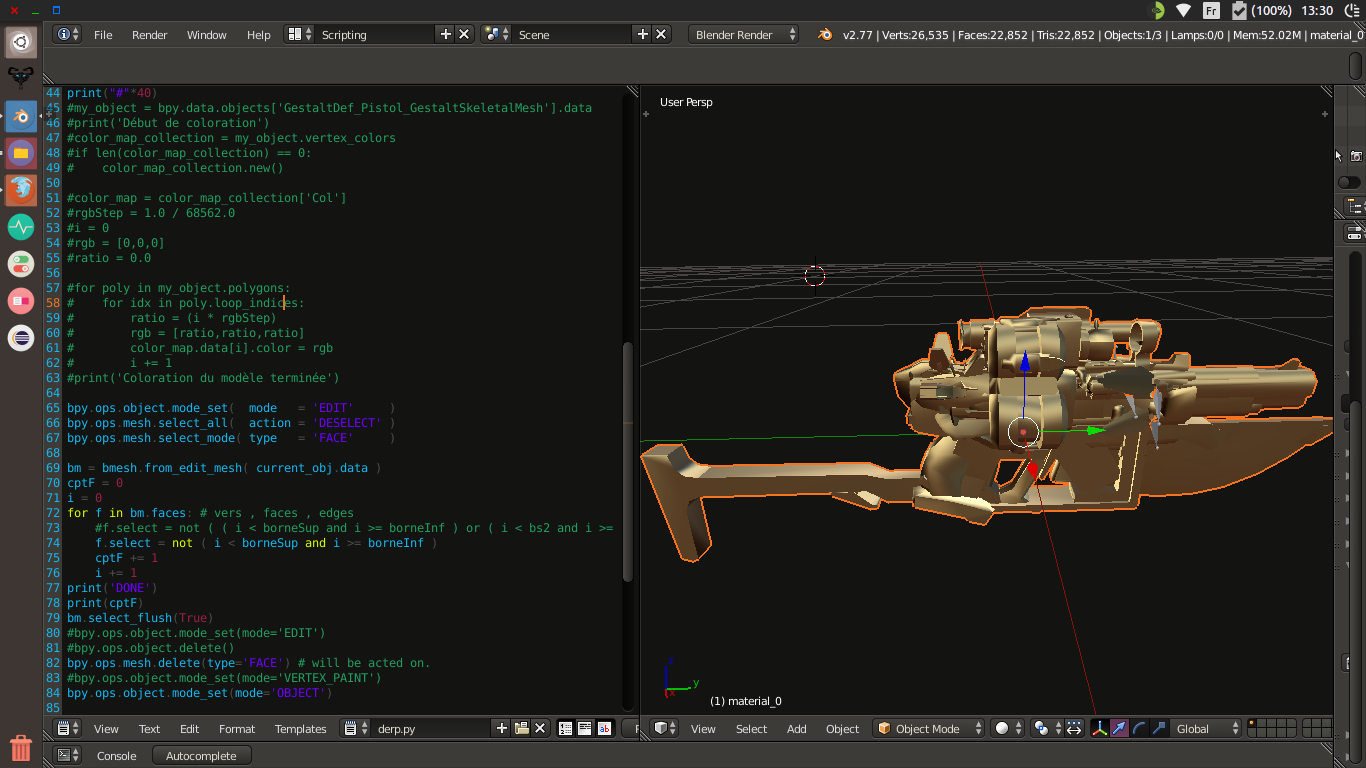 Fr (100%) 13:30
File Render Window Help Scripting Scene Blender Render v2.77 | Verts:26,535 | Faces:22,852 | Tris:22,852 | Objects:1/3 | Lamps:0/0 | Mem:52.02M | material_0
User Persp
44 print("#"*40)
45 #my_object = bpy.data.objects['GestaltDef_Pistol_GestaltSkeletalMesh'].data
46 #print('Début de coloration')
47 #color_map_collection = my_object.vertex_colors
48 #if len(color_map_collection) == 0:
49 #    color_map_collection.new()
50
51 #color_map = color_map_collection['Col']
52 #rgbStep = 1.0 / 68562.0
53 #i = 0
54 #rgb = [0,0,0]
55 #ratio = 0.0
56
57 #for poly in my_object.polygons:
58 #    for idx in poly.loop_indices:
59 #        ratio = (i * rgbStep)
60 #        rgb = [ratio,ratio,ratio]
61 #        color_map.data[i].color = rgb
62 #        i += 1
63 #print('Coloration du modèle terminée')
64
65 bpy.ops.object.mode_set(  mode   = 'EDIT'     )
66 bpy.ops.mesh.select_all(  action = 'DESELECT' )
67 bpy.ops.mesh.select_mode( type   = 'FACE'     )
68
69 bm = bmesh.from_edit_mesh( current_obj.data )
70 cptF = 0
71 i = 0
72 for f in bm.faces: # vers , faces , edges
73     #f.select = not ( ( i < borneSup and i >= borneInf ) or ( i < bs2 and i >=
74     f.select = not ( i < borneSup and i >= borneInf )
75     cptF += 1
76     i += 1
77 print('DONE')
78 print(cptF)
79 bm.select_flush(True)
80 #bpy.ops.object.mode_set(mode='EDIT')
81 #bpy.ops.object.delete()
82 bpy.ops.mesh.delete(type='FACE') # will be acted on.
83 #bpy.ops.object.mode_set(mode='VERTEX_PAINT')
84 bpy.ops.object.mode_set(mode='OBJECT')
85
z
y
x
(1) material_0
View Text Edit Format Templates derp.py ab
View Select Add Object Object Mode Global
Console Autocomplete